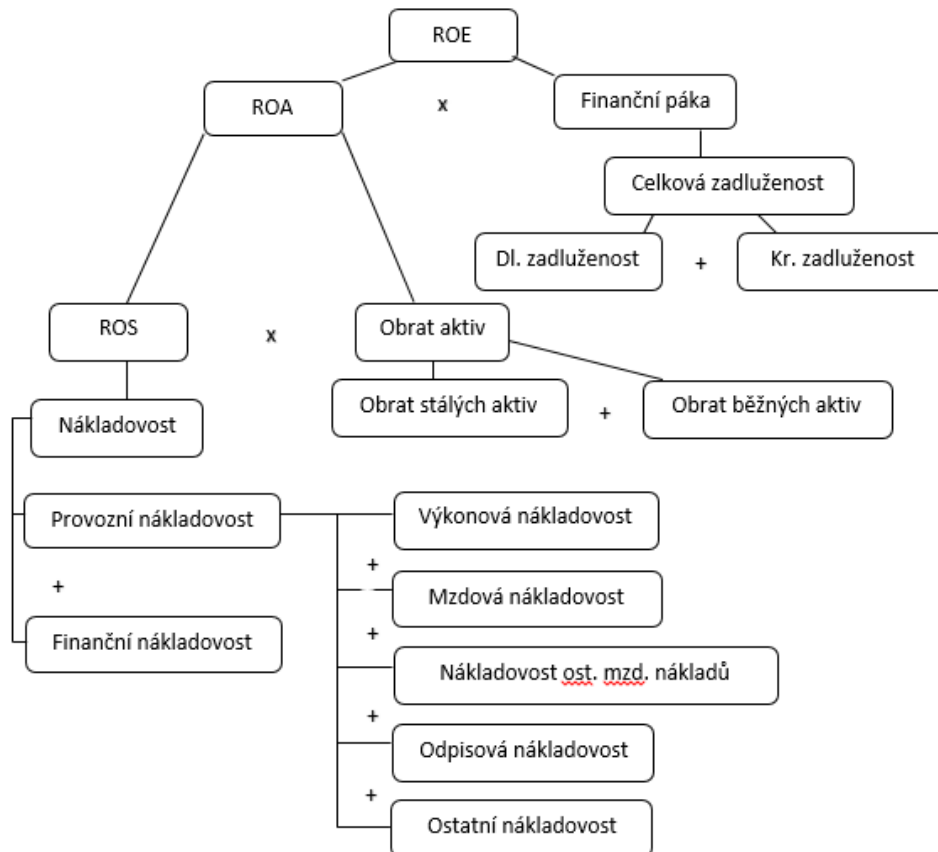 ROE
ROA
x
Finanční páka
Celková zadluženost
Dl. zadluženost
+
Kr. zadluženost
ROS
x
Obrat aktiv
Obrat stálých aktiv
+
Obrat běžných aktiv
Nákladovost
Provozní nákladovost
+
Finanční nákladovost
Výkonová nákladovost
+
Mzdová nákladovost
+
Nákladovost ost. mzd. nákladů
+
Odpisová nákladovost
+
Ostatní nákladovost